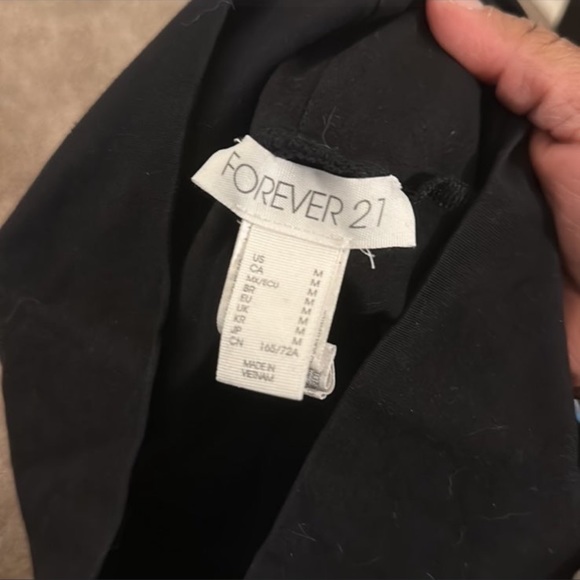 FOREVER 21
US M
CA M
MX/ECU M
BR M
EU M
UK M
KR M
JP M
CN 165/72A
MADE IN
VIETNAM